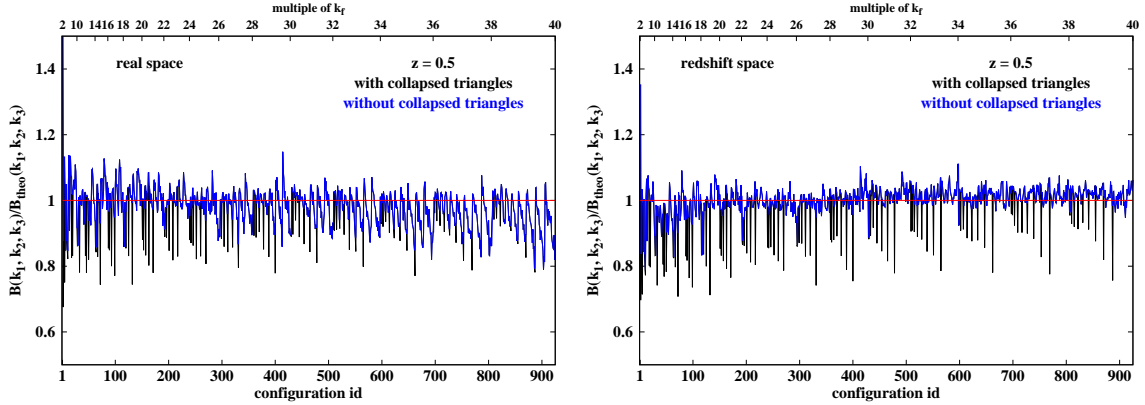 multiple of k_f
2 10 14 16 18 20 22 24 26 28 30 32 34 36 38 40
real space
z = 0.5
with collapsed triangles
without collapsed triangles
B(k_1, k_2, k_3)/B_theo(k_1, k_2, k_3)
1.4
1.2
1
0.8
0.6
1 100 200 300 400 500 600 700 800 900
configuration id
multiple of k_f
2 10 14 16 18 20 22 24 26 28 30 32 34 36 38 40
redshift space
z = 0.5
with collapsed triangles
without collapsed triangles
B(k_1, k_2, k_3)/B_theo(k_1, k_2, k_3)
1.4
1.2
1
0.8
0.6
1 100 200 300 400 500 600 700 800 900
configuration id